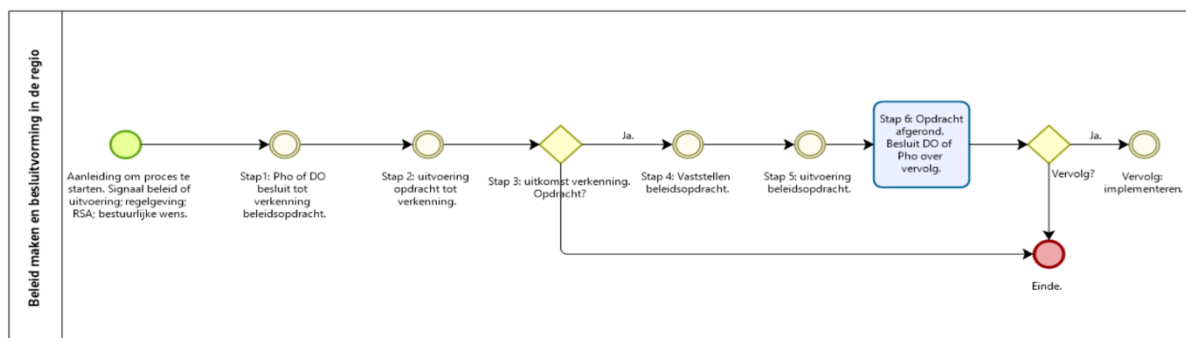 Beleid maken en besluitvorming in de regio
Aanleiding om proces te
starten. Signaal beleid of
uitvoering; regelgeving;
RSA; bestuurlijke wens.
Stap1: Pho of DO
besluit tot
verkenning
beleidsopdracht.
Stap 2: uitvoering
opdracht tot
verkenning.
Stap 3: uitkomst verkenning.
Opdracht?
Ja.
Stap 4: Vaststellen
beleidsopdracht.
Stap 5: uitvoering
beleidsopdracht.
Stap 6: Opdracht
afgerond.
Besluit DO of
Pho over
vervolg.
Vervolg?
Ja.
Vervolg:
implementeren.
Einde.